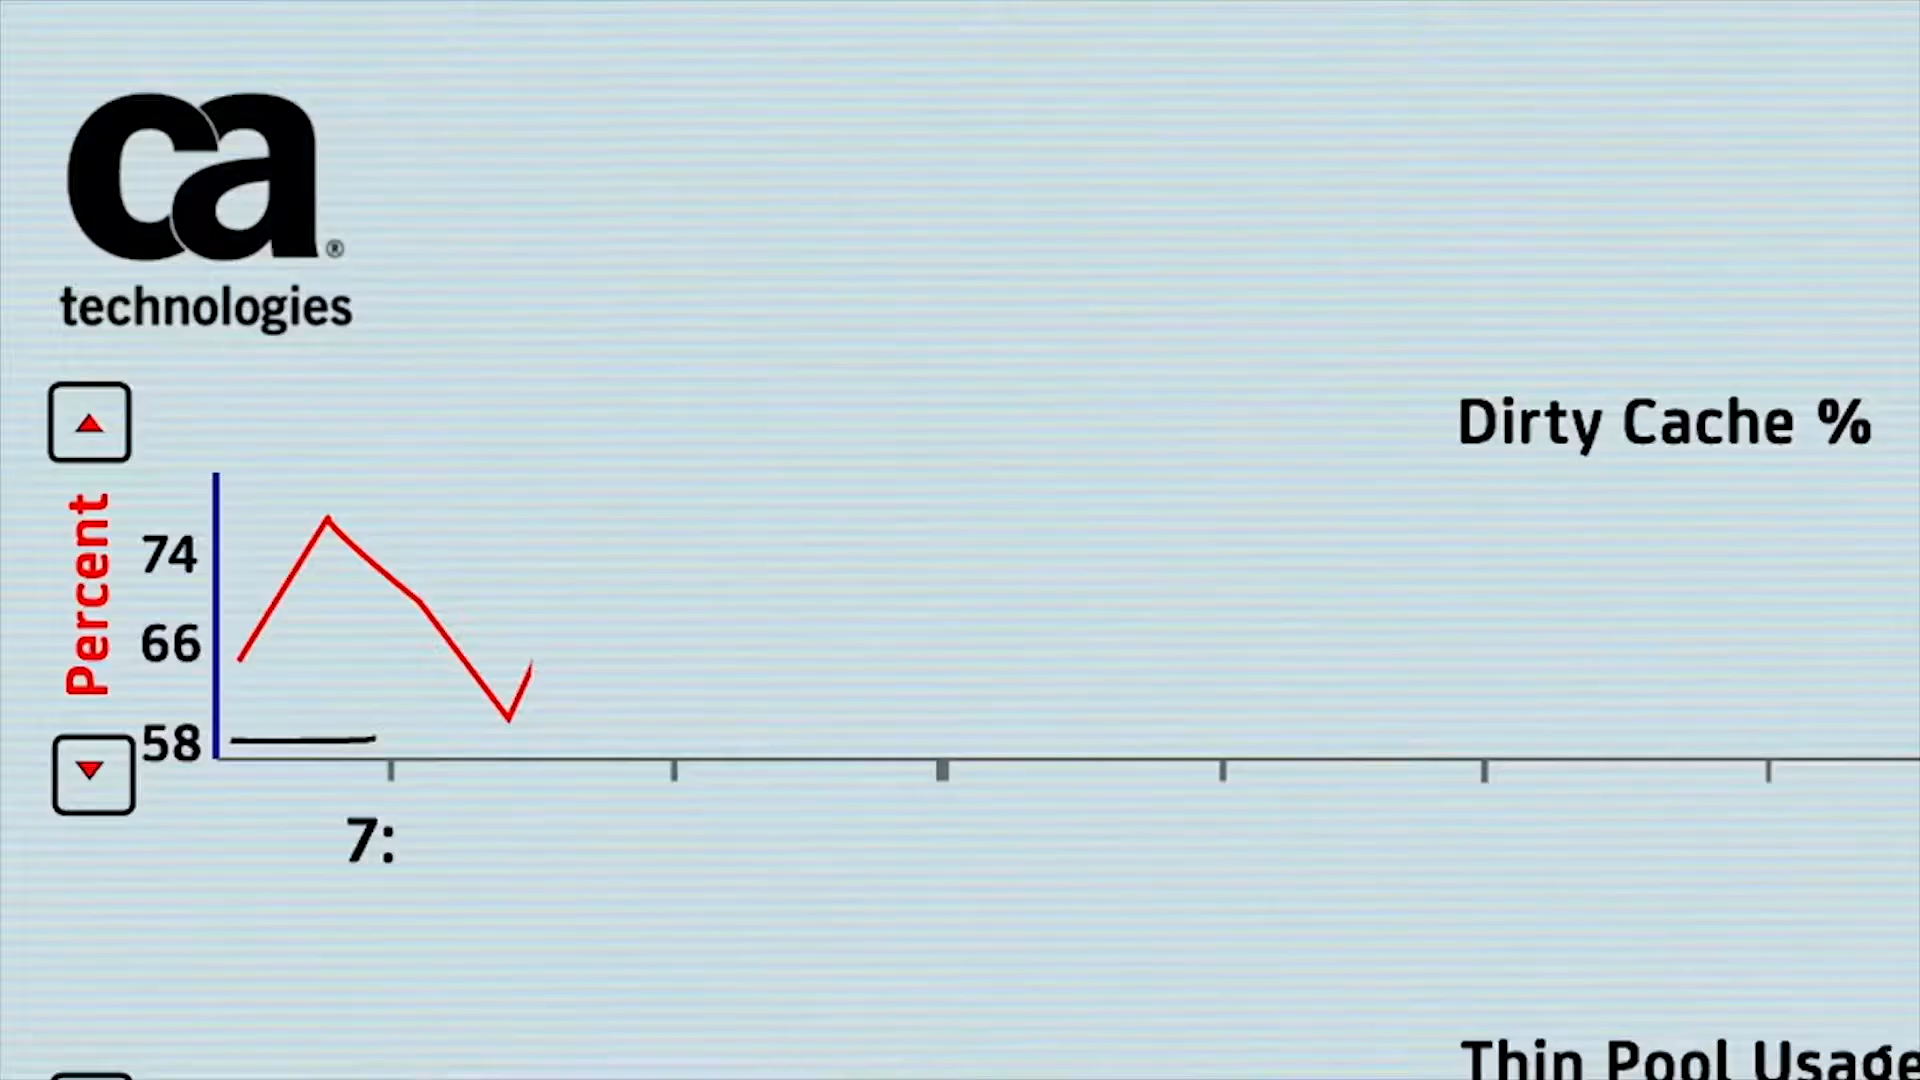 ca®
technologies
Dirty Cache %
Percent
74
66
58
7:
Thin Pool Usage